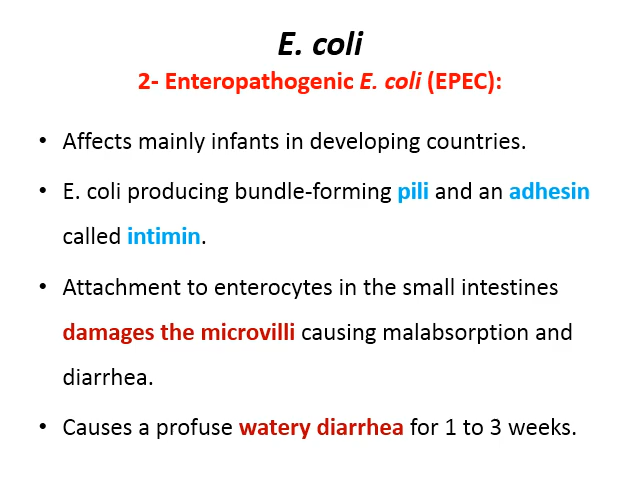 E. coli
2- Enteropathogenic E. coli (EPEC):
• Affects mainly infants in developing countries.
• E. coli producing bundle-forming pili and an adhesin
called intimin.
• Attachment to enterocytes in the small intestines
damages the microvilli causing malabsorption and
diarrhea.
• Causes a profuse watery diarrhea for 1 to 3 weeks.